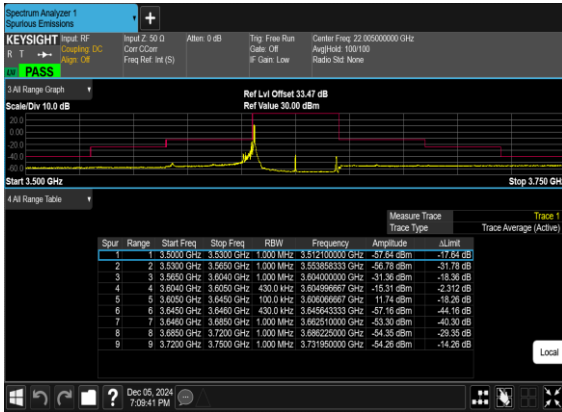 Spectrum Analyzer 1
Spurious Emissions
KEYSIGHT Input: RF
R T Coupling: DC
Align: Off
LXI PASS
Input Z: 50 Ω
Corr CCorr
Freq Ref: Int (S)
Atten: 0 dB
Trig: Free Run
Gate: Off
IF Gain: Low
Center Freq: 22.005000000 GHz
Avg|Hold: 100/100
Radio Std: None
3 All Range Graph
Scale/Div 10.0 dB
Ref Lvl Offset 33.47 dB
Ref Value 30.00 dBm
20.0
0.00
-20.0
-40.0
-60.0
Start 3.500 GHz
Stop 3.750 GHz
4 All Range Table
Measure Trace Trace 1
Trace Type Trace Average (Active)
Spur Range Start Freq Stop Freq RBW Frequency Amplitude ΔLimit
1 1 3.5000 GHz 3.5300 GHz 1.000 MHz 3.512100000 GHz -57.64 dBm -17.64 dB
2 2 3.5300 GHz 3.5650 GHz 1.000 MHz 3.553858333 GHz -56.78 dBm -31.78 dB
3 3 3.5650 GHz 3.6040 GHz 1.000 MHz 3.604000000 GHz -31.36 dBm -18.36 dB
4 4 3.6040 GHz 3.6050 GHz 430.0 kHz 3.604996667 GHz -15.31 dBm -2.312 dB
5 5 3.6050 GHz 3.6450 GHz 100.0 kHz 3.606066667 GHz 11.74 dBm -18.26 dB
6 6 3.6450 GHz 3.6460 GHz 430.0 kHz 3.645643333 GHz -57.16 dBm -44.16 dB
7 7 3.6460 GHz 3.6850 GHz 1.000 MHz 3.662510000 GHz -53.30 dBm -40.30 dB
8 8 3.6850 GHz 3.7200 GHz 1.000 MHz 3.686225000 GHz -54.35 dBm -29.35 dB
9 9 3.7200 GHz 3.7500 GHz 1.000 MHz 3.731950000 GHz -54.26 dBm -14.26 dB
Local
Dec 05, 2024
7:09:41 PM